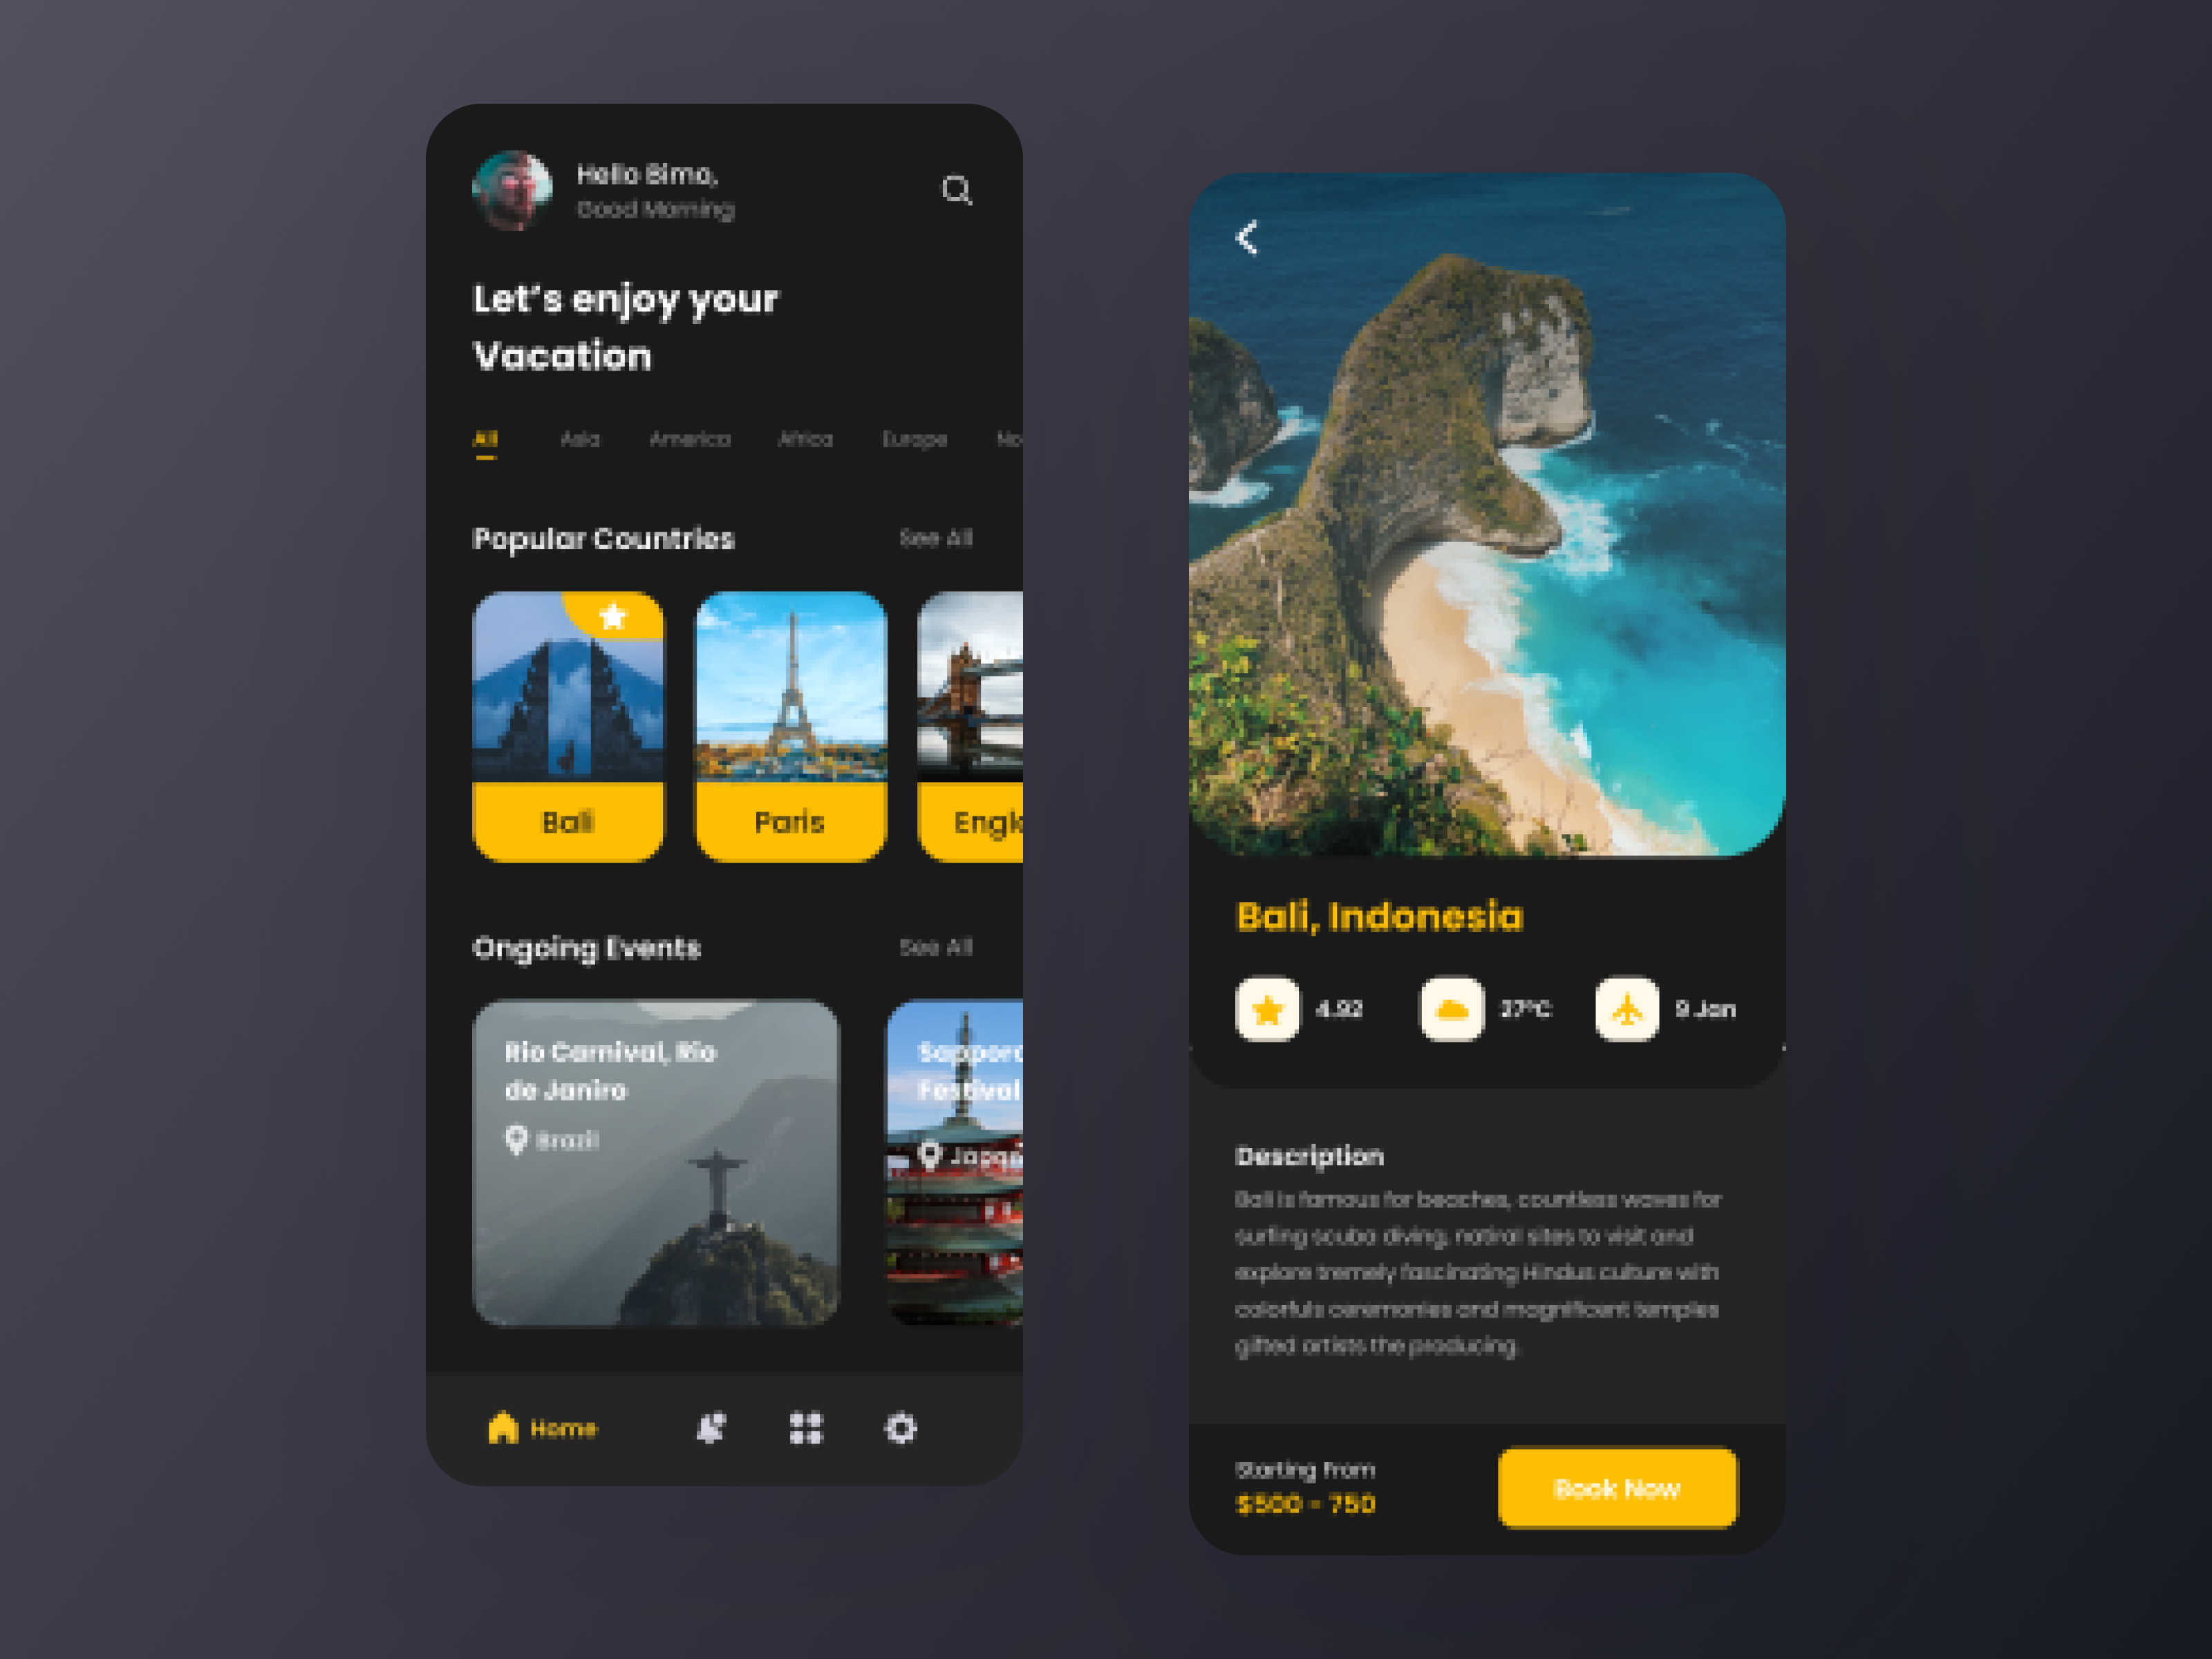 Hello Bimo,
Good Morning
Let's enjoy your
Vacation
All Asia America Africa Europe No
Popular Countries See All
Bali Paris Engla
Ongoing Events See All
Rio Carnival, Rio
de Janiro
Brazil
Sapporo
Festival
Japan
Home
Bali, Indonesia
4.92 27°C 9 Jan
Description
Bali is famous for beaches, countless waves for
surfing scuba diving, natiral sites to visit and
explore tremely fascinating Hindus culture with
colorfuls ceremonies and magnificent temples
gifted artists the producing.
Starting from
$500 - 750
Book Now